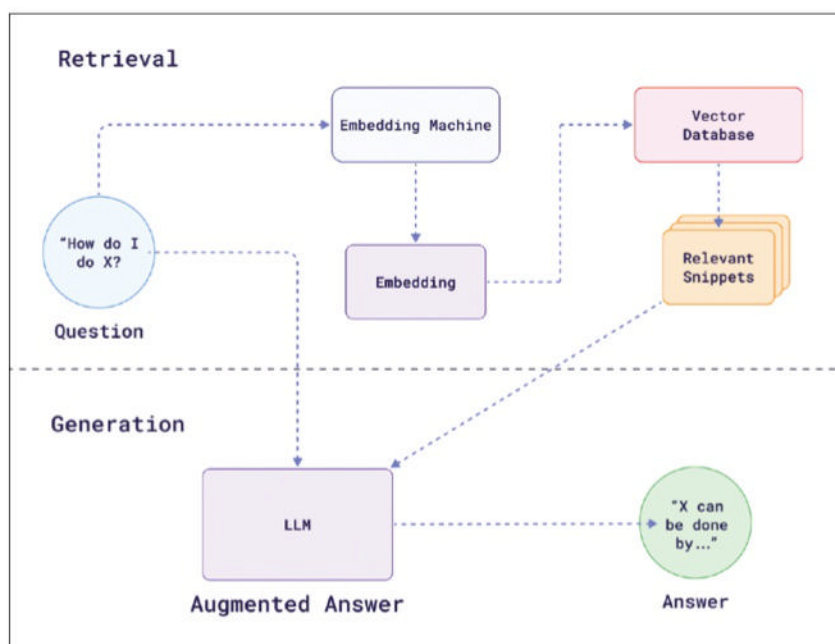 Retrieval
Embedding Machine
Vector
Database
"How do I
do X?
Embedding
Relevant
Snippets
Question
Generation
LLM
"X can
be done
by..."
Augmented Answer
Answer